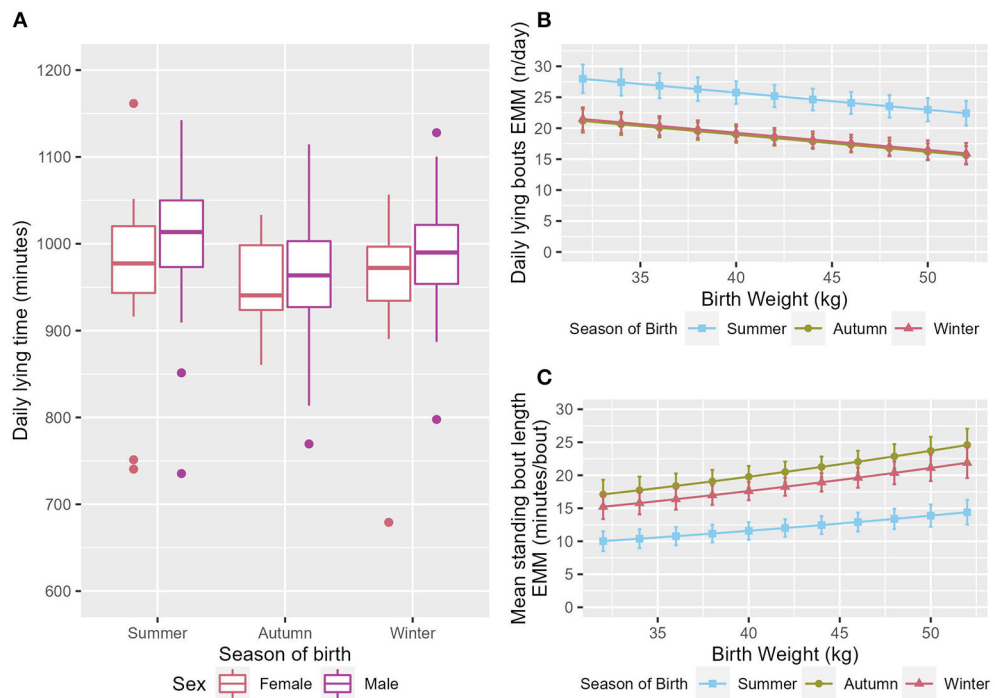 A
Daily lying time (minutes)
1200
1100
1000
900
800
700
600
Summer Autumn Winter
Season of birth
Sex Female Male
B
Daily lying bouts EMM (n/day)
30
25
20
15
10
5
0
35 40 45 50
Birth Weight (kg)
Season of Birth Summer Autumn Winter
C
Mean standing bout length
EMM (minutes/bout)
30
25
20
15
10
5
0
35 40 45 50
Birth Weight (kg)
Season of Birth Summer Autumn Winter